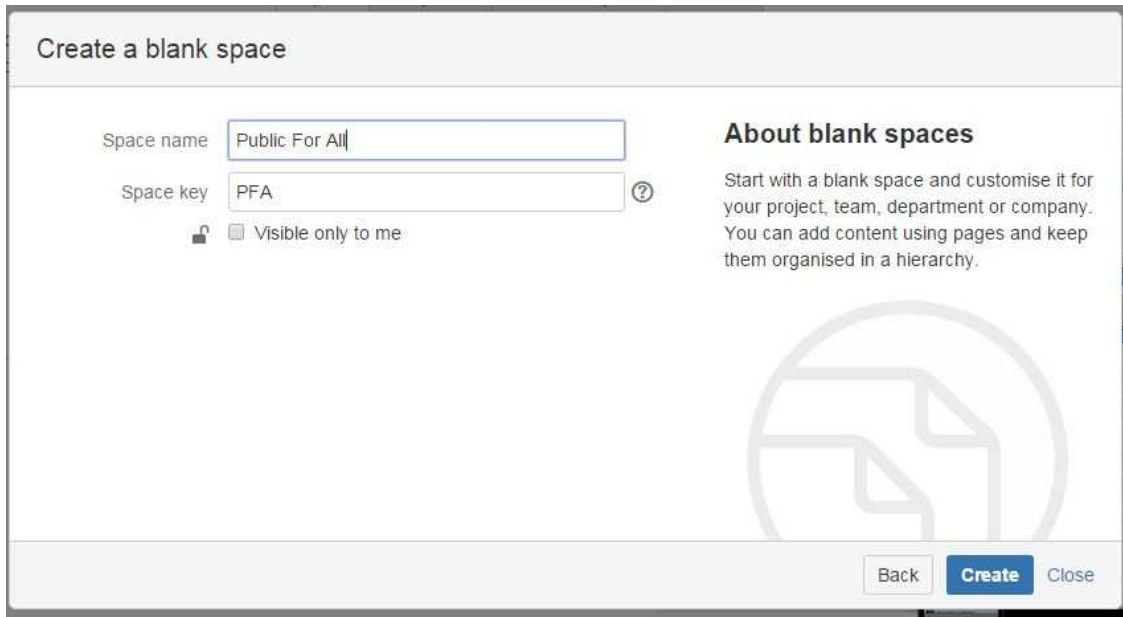 Create a blank space
Space name
Public For All
Space key
PFA
?
Visible only to me
About blank spaces
Start with a blank space and customise it for
your project, team, department or company.
You can add content using pages and keep
them organised in a hierarchy.
Back
Create
Close